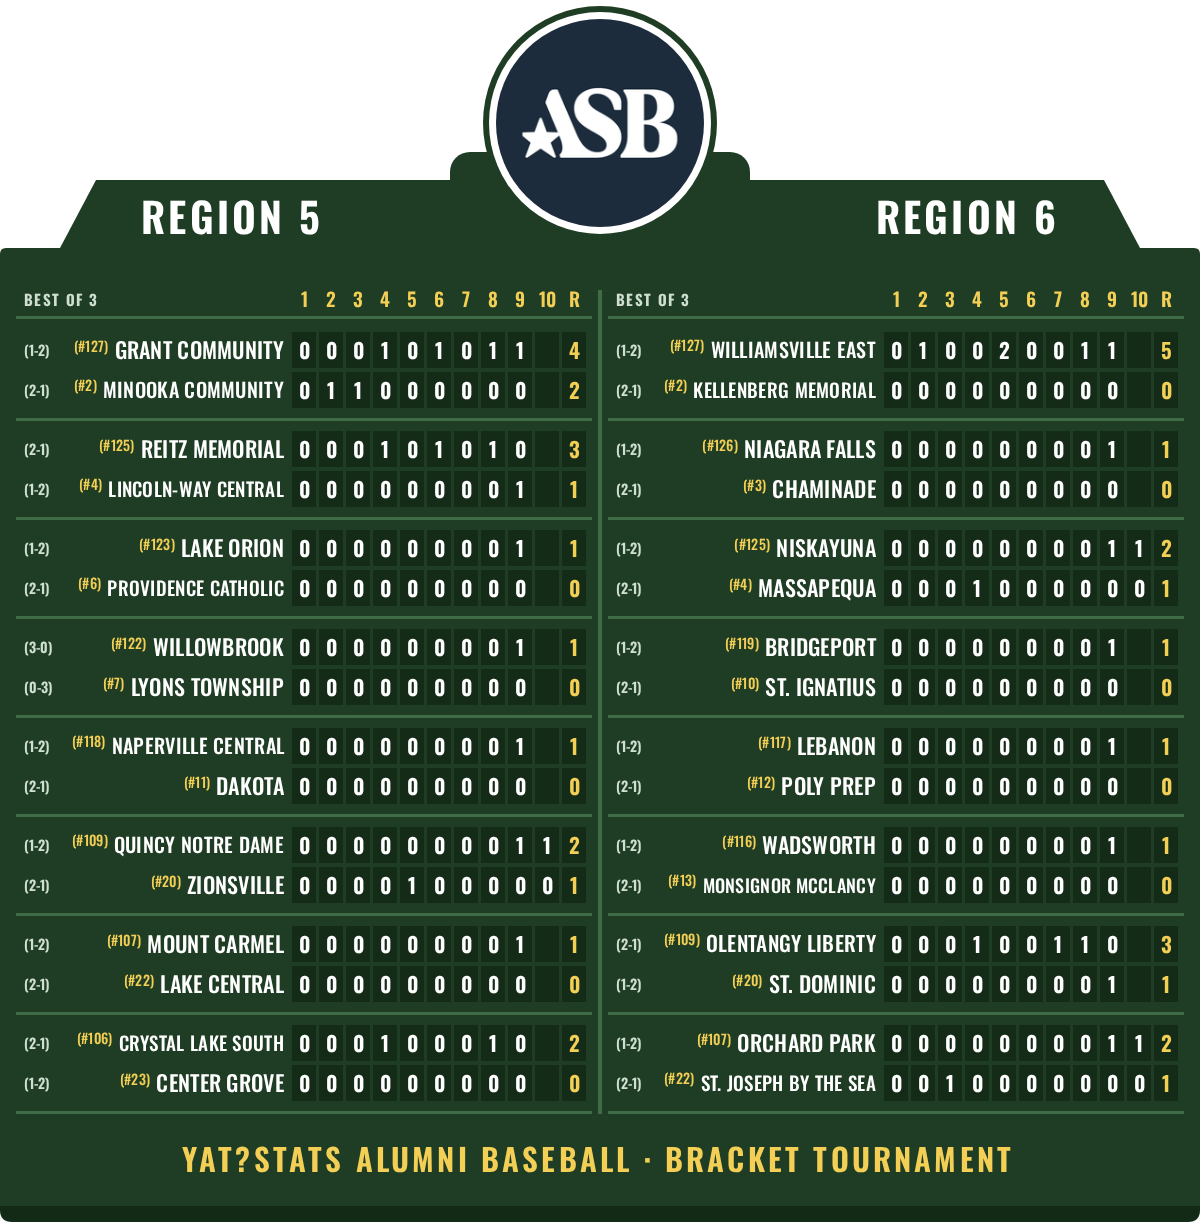 ASB
REGION 5
REGION 6
BEST OF 3 1 2 3 4 5 6 7 8 9 10 R
(1-2) (#127) GRANT COMMUNITY 0 0 0 1 0 1 0 1 1 4
(2-1) (#2) MINOOKA COMMUNITY 0 1 1 0 0 0 0 0 0 2
(2-1) (#125) REITZ MEMORIAL 0 0 0 1 0 1 0 1 0 3
(1-2) (#4) LINCOLN-WAY CENTRAL 0 0 0 0 0 0 0 0 1 1
(1-2) (#123) LAKE ORION 0 0 0 0 0 0 0 0 1 1
(2-1) (#6) PROVIDENCE CATHOLIC 0 0 0 0 0 0 0 0 0 0
(3-0) (#122) WILLOWBROOK 0 0 0 0 0 0 0 0 1 1
(0-3) (#7) LYONS TOWNSHIP 0 0 0 0 0 0 0 0 0 0
(1-2) (#118) NAPERVILLE CENTRAL 0 0 0 0 0 0 0 0 1 1
(2-1) (#11) DAKOTA 0 0 0 0 0 0 0 0 0 0
(1-2) (#109) QUINCY NOTRE DAME 0 0 0 0 0 0 0 0 1 1 2
(2-1) (#20) ZIONSVILLE 0 0 0 0 1 0 0 0 0 0 1
(1-2) (#107) MOUNT CARMEL 0 0 0 0 0 0 0 0 1 1
(2-1) (#22) LAKE CENTRAL 0 0 0 0 0 0 0 0 0 0
(2-1) (#106) CRYSTAL LAKE SOUTH 0 0 0 1 0 0 0 1 0 2
(1-2) (#23) CENTER GROVE 0 0 0 0 0 0 0 0 0 0
BEST OF 3 1 2 3 4 5 6 7 8 9 10 R
(1-2) (#127) WILLIAMSVILLE EAST 0 1 0 0 2 0 0 1 1 5
(2-1) (#2) KELLENBERG MEMORIAL 0 0 0 0 0 0 0 0 0 0
(1-2) (#126) NIAGARA FALLS 0 0 0 0 0 0 0 0 1 1
(2-1) (#3) CHAMINADE 0 0 0 0 0 0 0 0 0 0
(1-2) (#125) NISKAYUNA 0 0 0 0 0 0 0 0 1 1 2
(2-1) (#4) MASSAPEQUA 0 0 0 1 0 0 0 0 0 0 1
(1-2) (#119) BRIDGEPORT 0 0 0 0 0 0 0 0 1 1
(2-1) (#10) ST. IGNATIUS 0 0 0 0 0 0 0 0 0 0
(1-2) (#117) LEBANON 0 0 0 0 0 0 0 0 1 1
(2-1) (#12) POLY PREP 0 0 0 0 0 0 0 0 0 0
(1-2) (#116) WADSWORTH 0 0 0 0 0 0 0 0 1 1
(2-1) (#13) MONSIGNOR MCCLANCY 0 0 0 0 0 0 0 0 0 0
(2-1) (#109) OLENTANGY LIBERTY 0 0 0 1 0 0 1 1 0 3
(1-2) (#20) ST. DOMINIC 0 0 0 0 0 0 0 0 1 1
(1-2) (#107) ORCHARD PARK 0 0 0 0 0 0 0 0 1 1 2
(2-1) (#22) ST. JOSEPH BY THE SEA 0 0 1 0 0 0 0 0 0 0 1
YAT?STATS ALUMNI BASEBALL · BRACKET TOURNAMENT